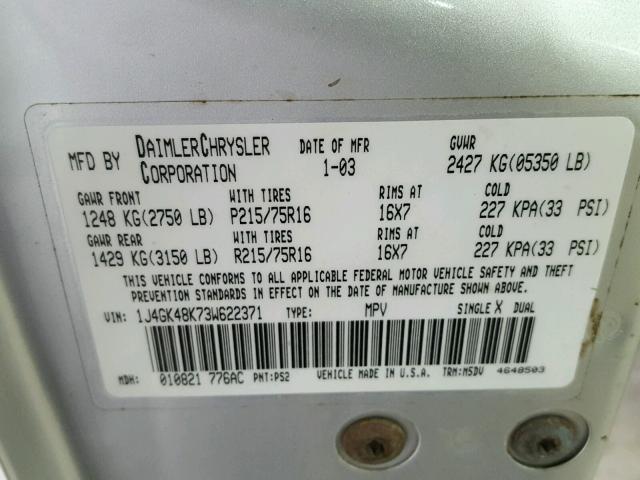 MFD BY DAIMLERCHRYSLER CORPORATION DATE OF MFR 1-03 GVWR 2427 KG(05350 LB)
GAWR FRONT WITH TIRES RIMS AT COLD
1248 KG(2750 LB) P215/75R16 16X7 227 KPA(33 PSI)
GAWR REAR WITH TIRES RIMS AT COLD
1429 KG(3150 LB) R215/75R16 16X7 227 KPA(33 PSI)
THIS VEHICLE CONFORMS TO ALL APPLICABLE FEDERAL MOTOR VEHICLE SAFETY AND THEFT
PREVENTION STANDARDS IN EFFECT ON THE DATE OF MANUFACTURE SHOWN ABOVE.
VIN: 1J4GK48K73W622371 TYPE: MPV SINGLE X DUAL
MDH: 010821 776AC PNT:PS2 VEHICLE MADE IN U.S.A. TRM:M5DV 4648503